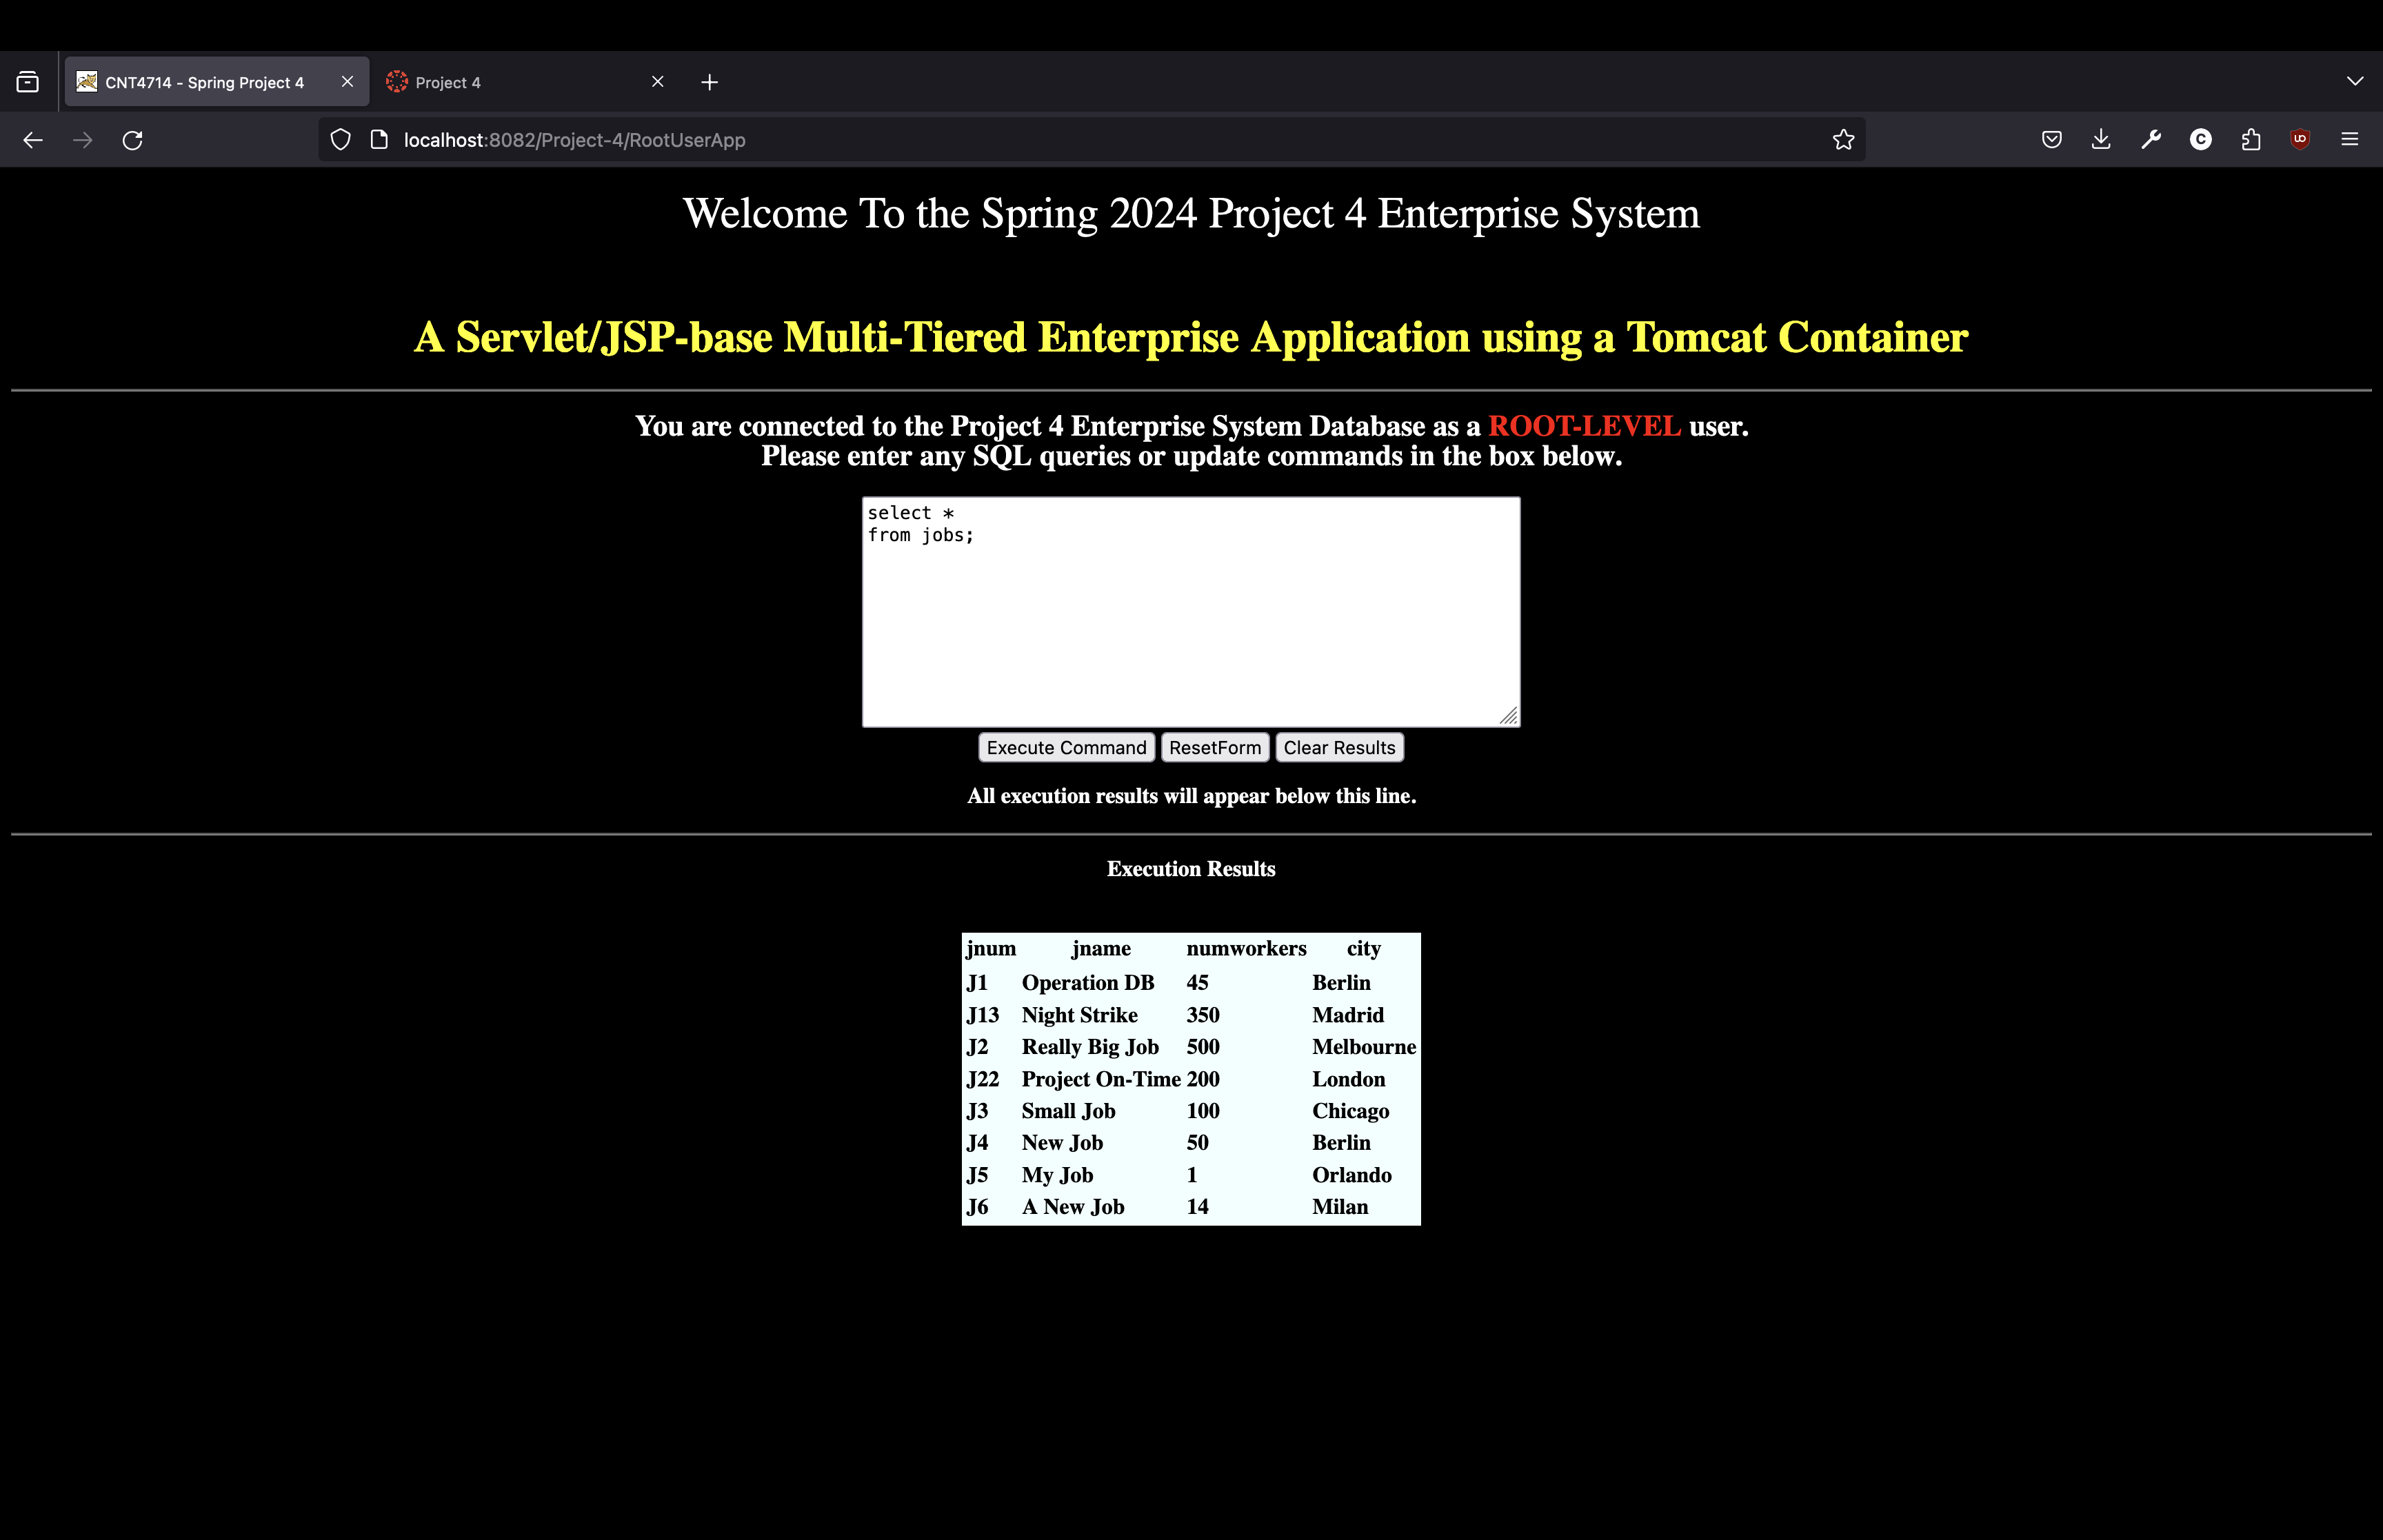 CNT4714 - Spring Project 4
Project 4
localhost:8082/Project-4/RootUserApp
Welcome To the Spring 2024 Project 4 Enterprise System
A Servlet/JSP-base Multi-Tiered Enterprise Application using a Tomcat Container
You are connected to the Project 4 Enterprise System Database as a ROOT-LEVEL user.
Please enter any SQL queries or update commands in the box below.
select *
from jobs;
Execute Command ResetForm Clear Results
All execution results will appear below this line.
Execution Results
jnum jname numworkers city
J1 Operation DB 45 Berlin
J13 Night Strike 350 Madrid
J2 Really Big Job 500 Melbourne
J22 Project On-Time 200 London
J3 Small Job 100 Chicago
J4 New Job 50 Berlin
J5 My Job 1 Orlando
J6 A New Job 14 Milan